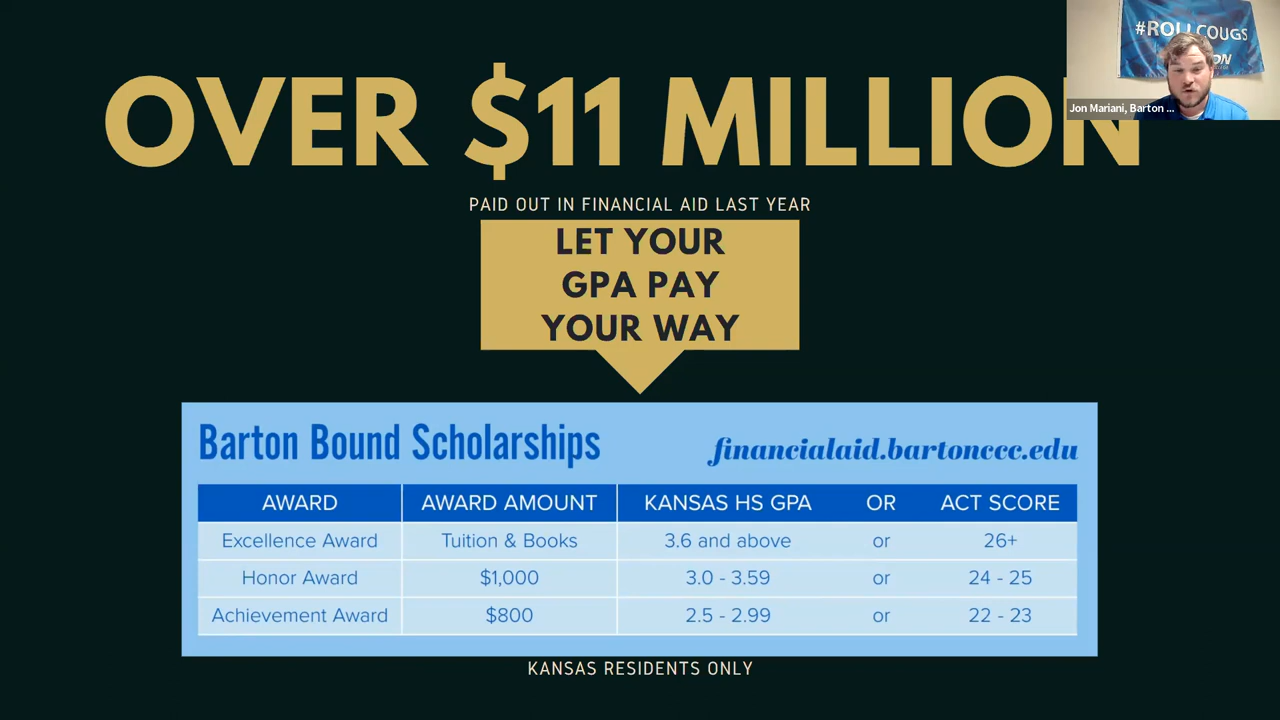 #ROLLCOUGS
Jon Mariani, Barton ...
OVER $11 MILLION
PAID OUT IN FINANCIAL AID LAST YEAR
LET YOUR
GPA PAY
YOUR WAY
Barton Bound Scholarships financialaid.bartonccc.edu
AWARD AWARD AMOUNT KANSAS HS GPA OR ACT SCORE
Excellence Award Tuition & Books 3.6 and above or 26+
Honor Award $1,000 3.0 - 3.59 or 24 - 25
Achievement Award $800 2.5 - 2.99 or 22 - 23
KANSAS RESIDENTS ONLY